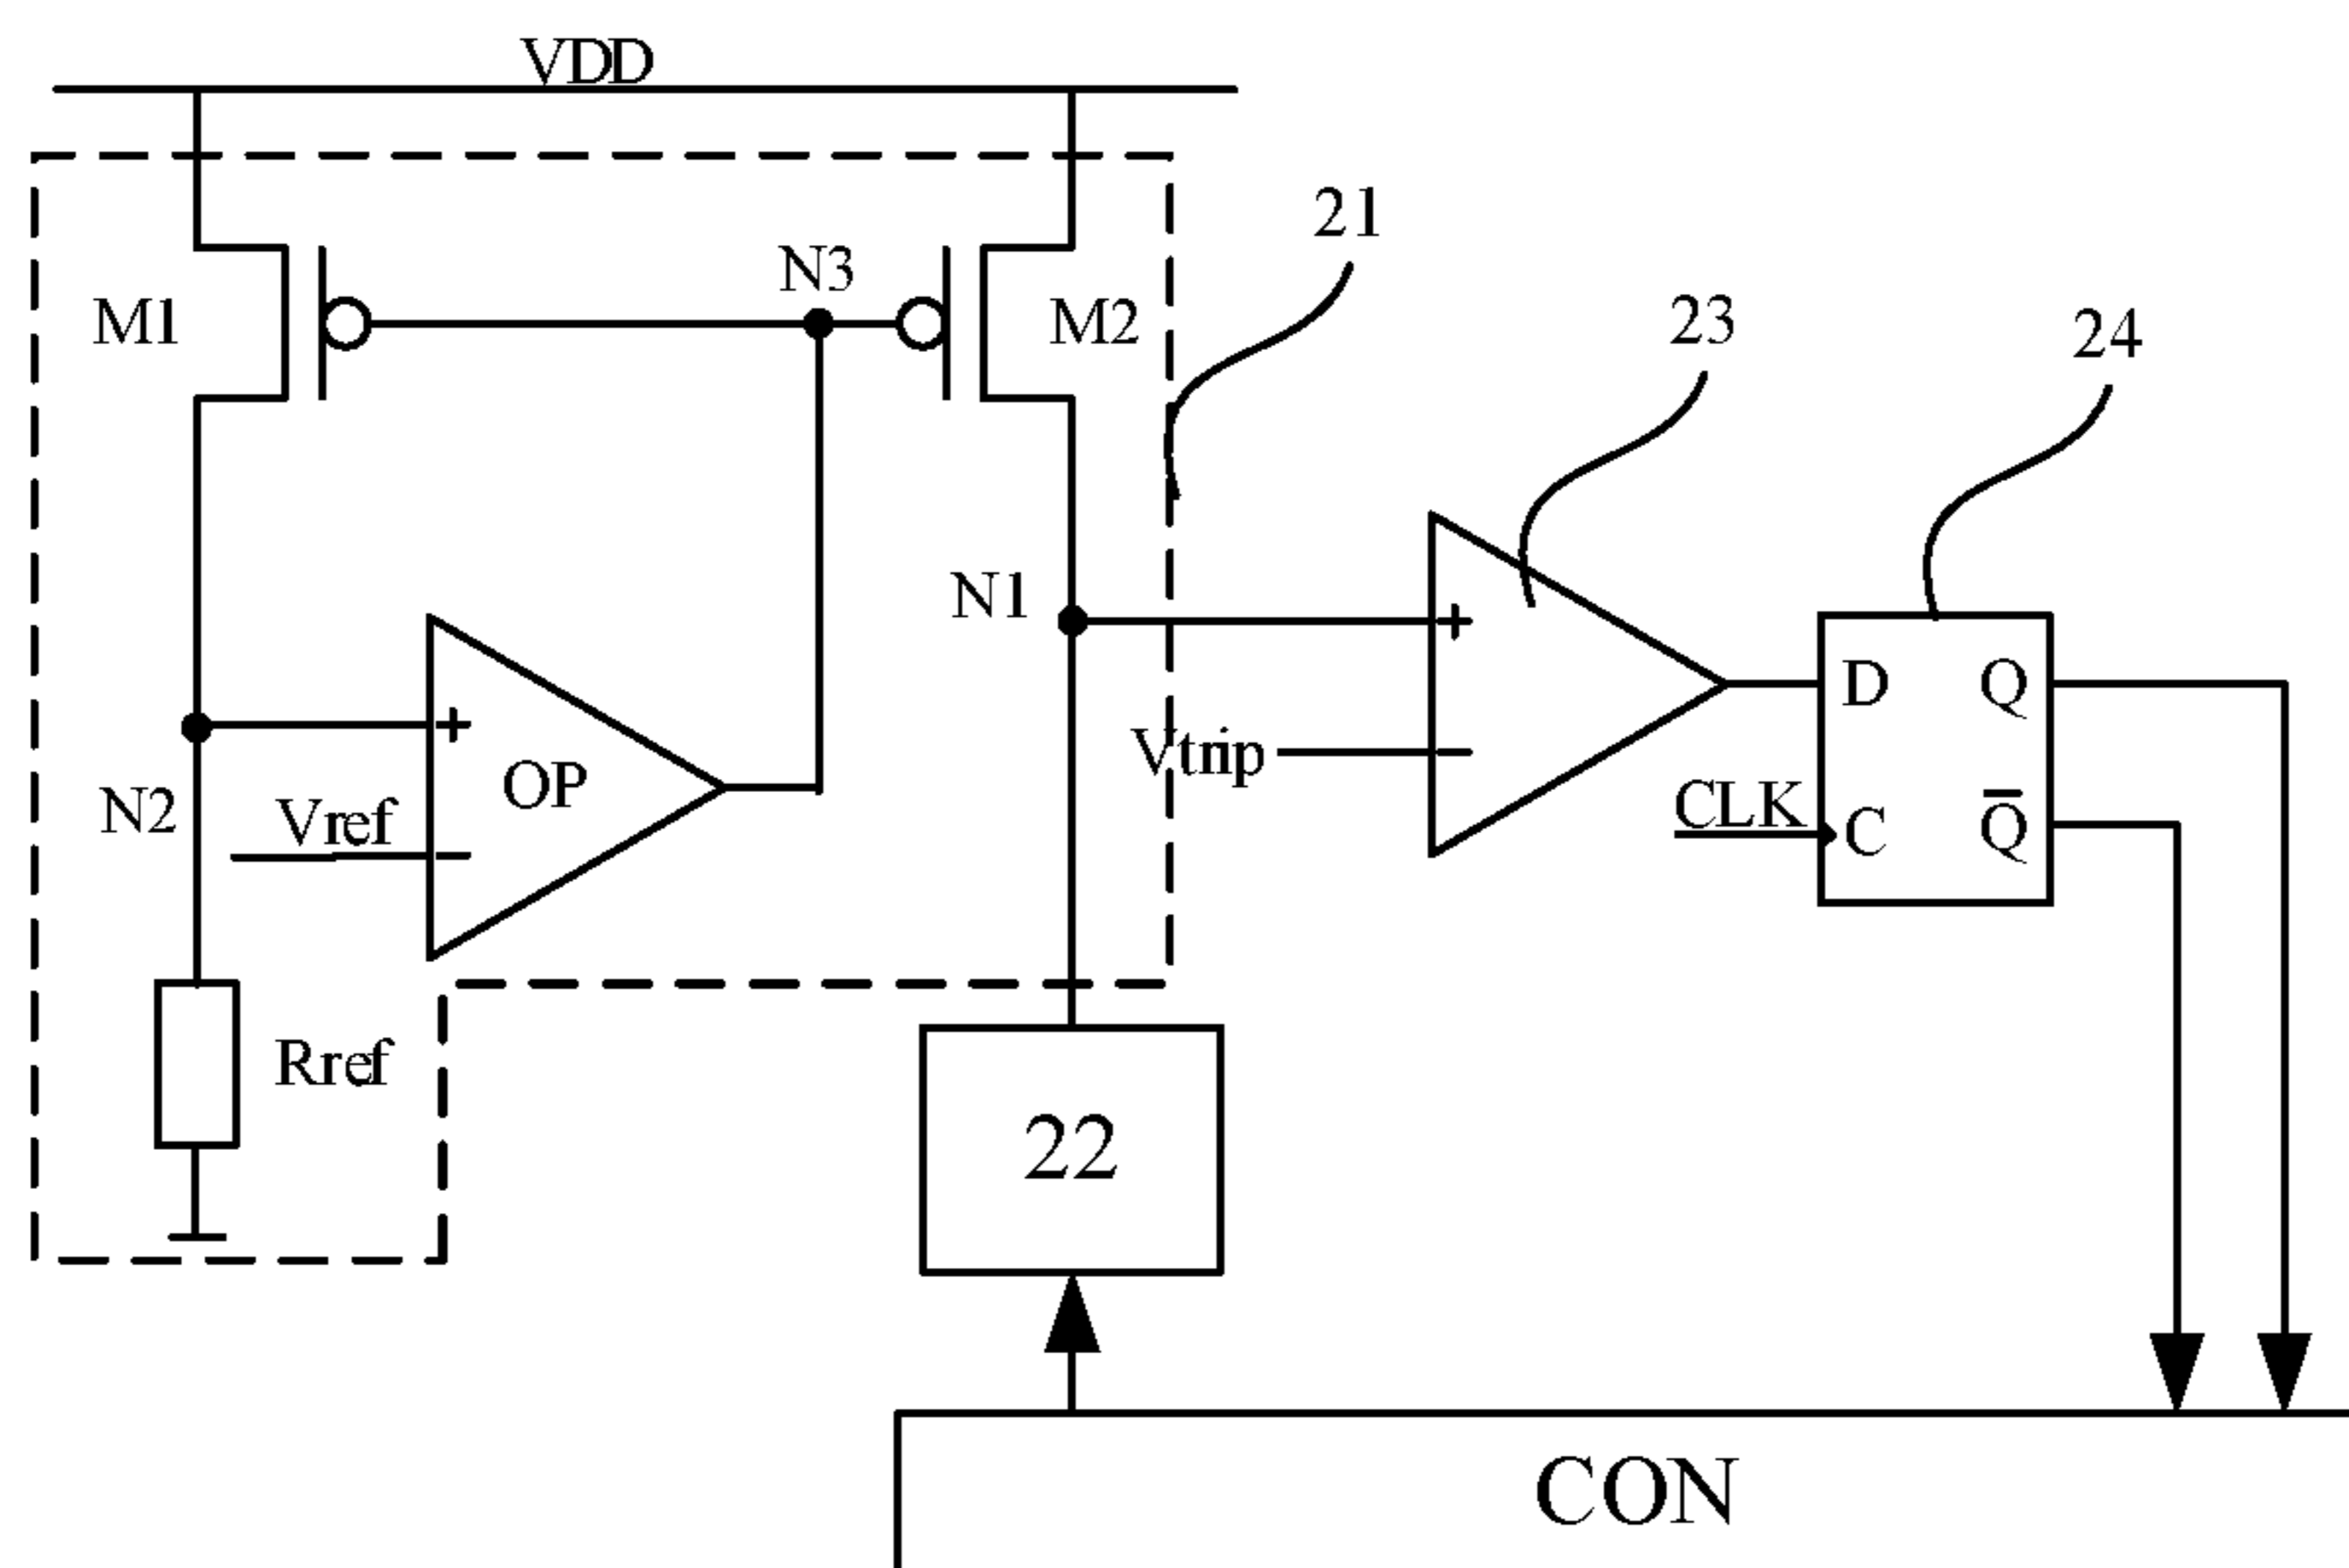 VDD
21
N3
M1
M2
23
24
N1
D
Q
Vtrip
OP
CLK
N2
Vref
C
Q̅
Rref
22
CON
+
-
+
-